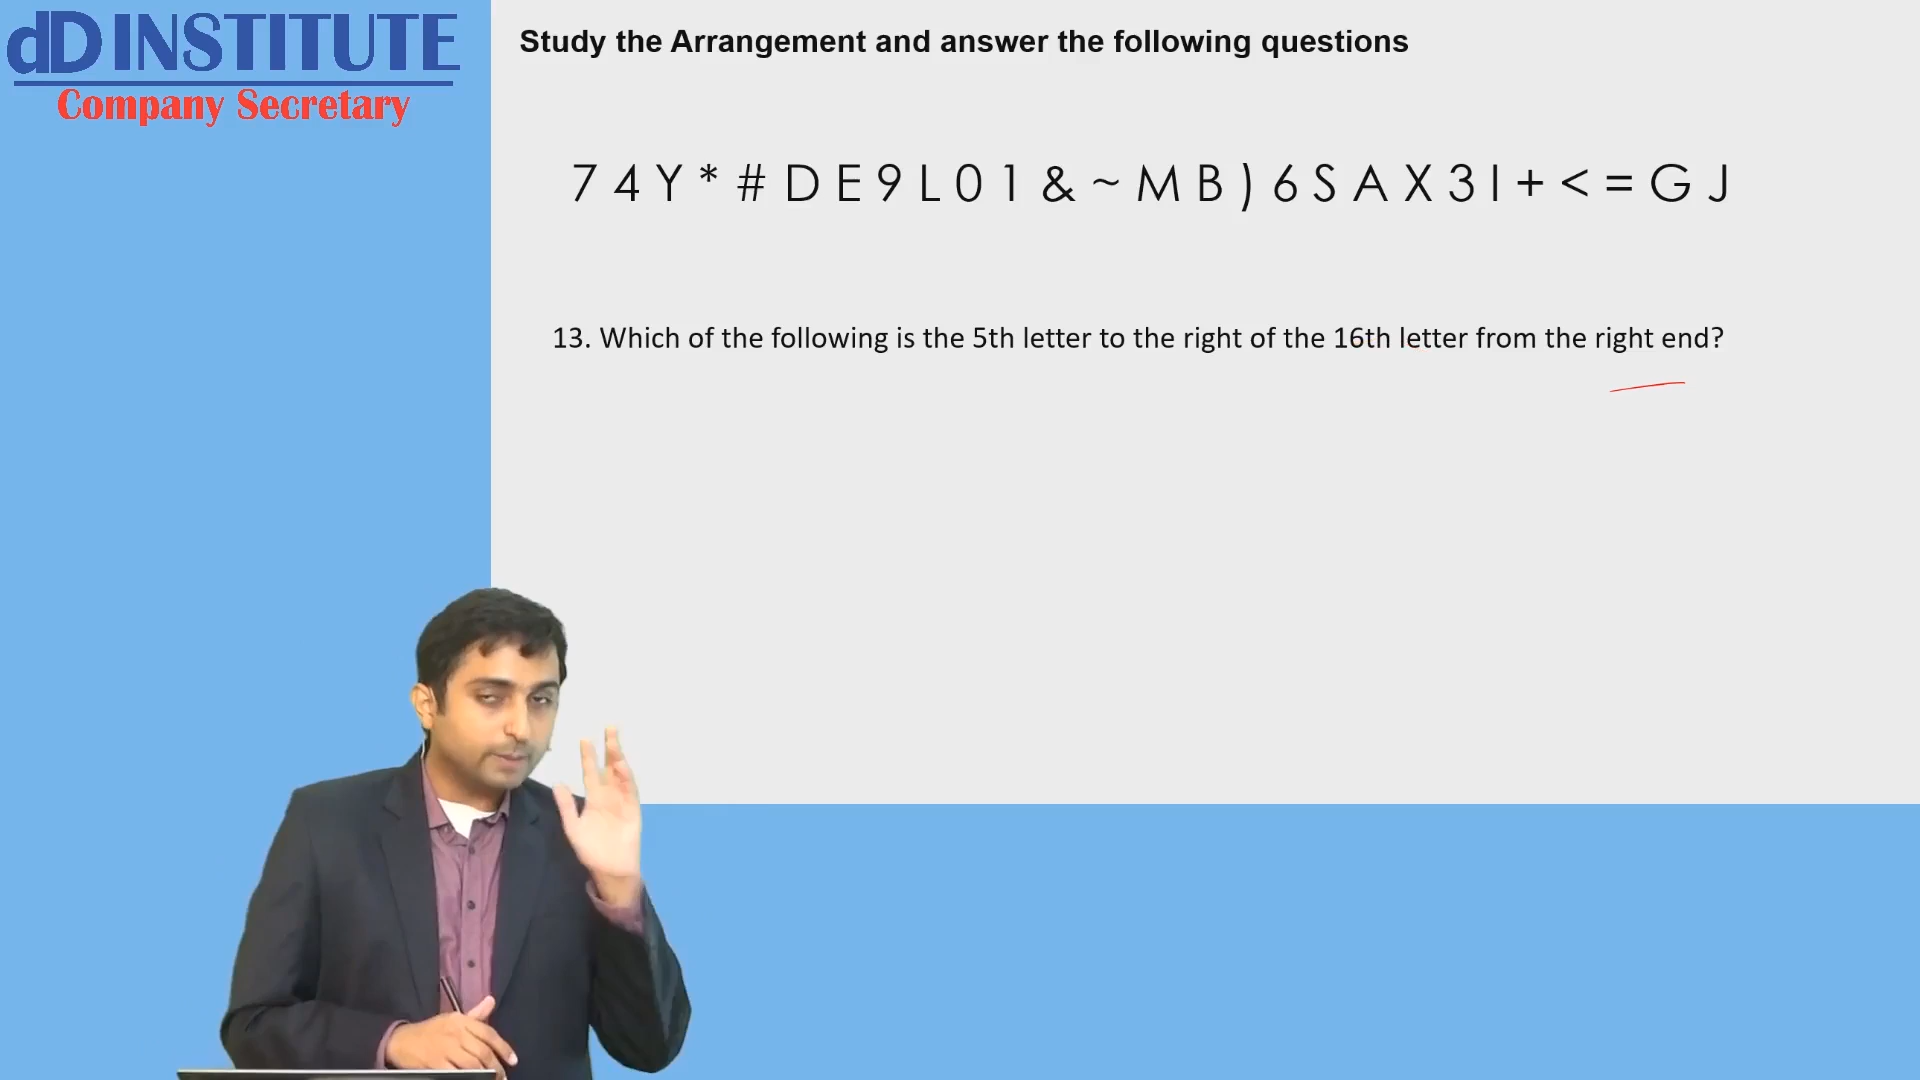 dD INSTITUTE
Company Secretary
Study the Arrangement and answer the following questions
7 4 Y * # D E 9 L 0 1 & ~ M B ) 6 S A X 3 I + < = G J
13. Which of the following is the 5th letter to the right of the 16th letter from the right end?